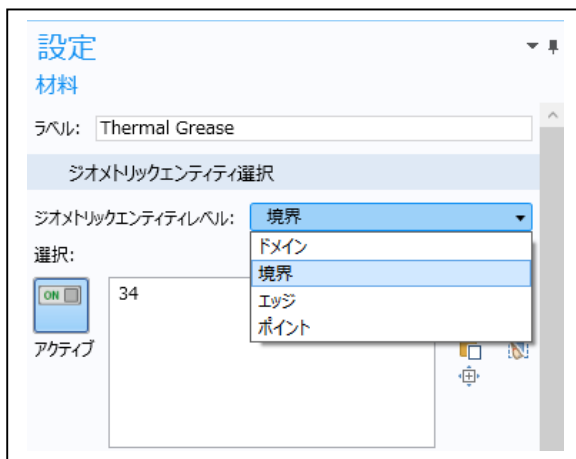 設定
材料
ラベル: Thermal Grease
ジオメトリックエンティティ選択
ジオメトリックエンティティレベル: 境界
ドメイン
選択:
境界
ON 34
エッジ
ポイント
アクティブ